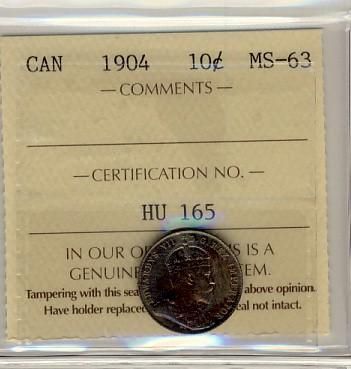 CAN 1904 10¢ MS-63
— COMMENTS —
— CERTIFICATION NO. —
HU 165
IN OUR O S IS A
GENUINE TEM.
Tampering with this sea above opinion.
Have holder replace eal not intact.